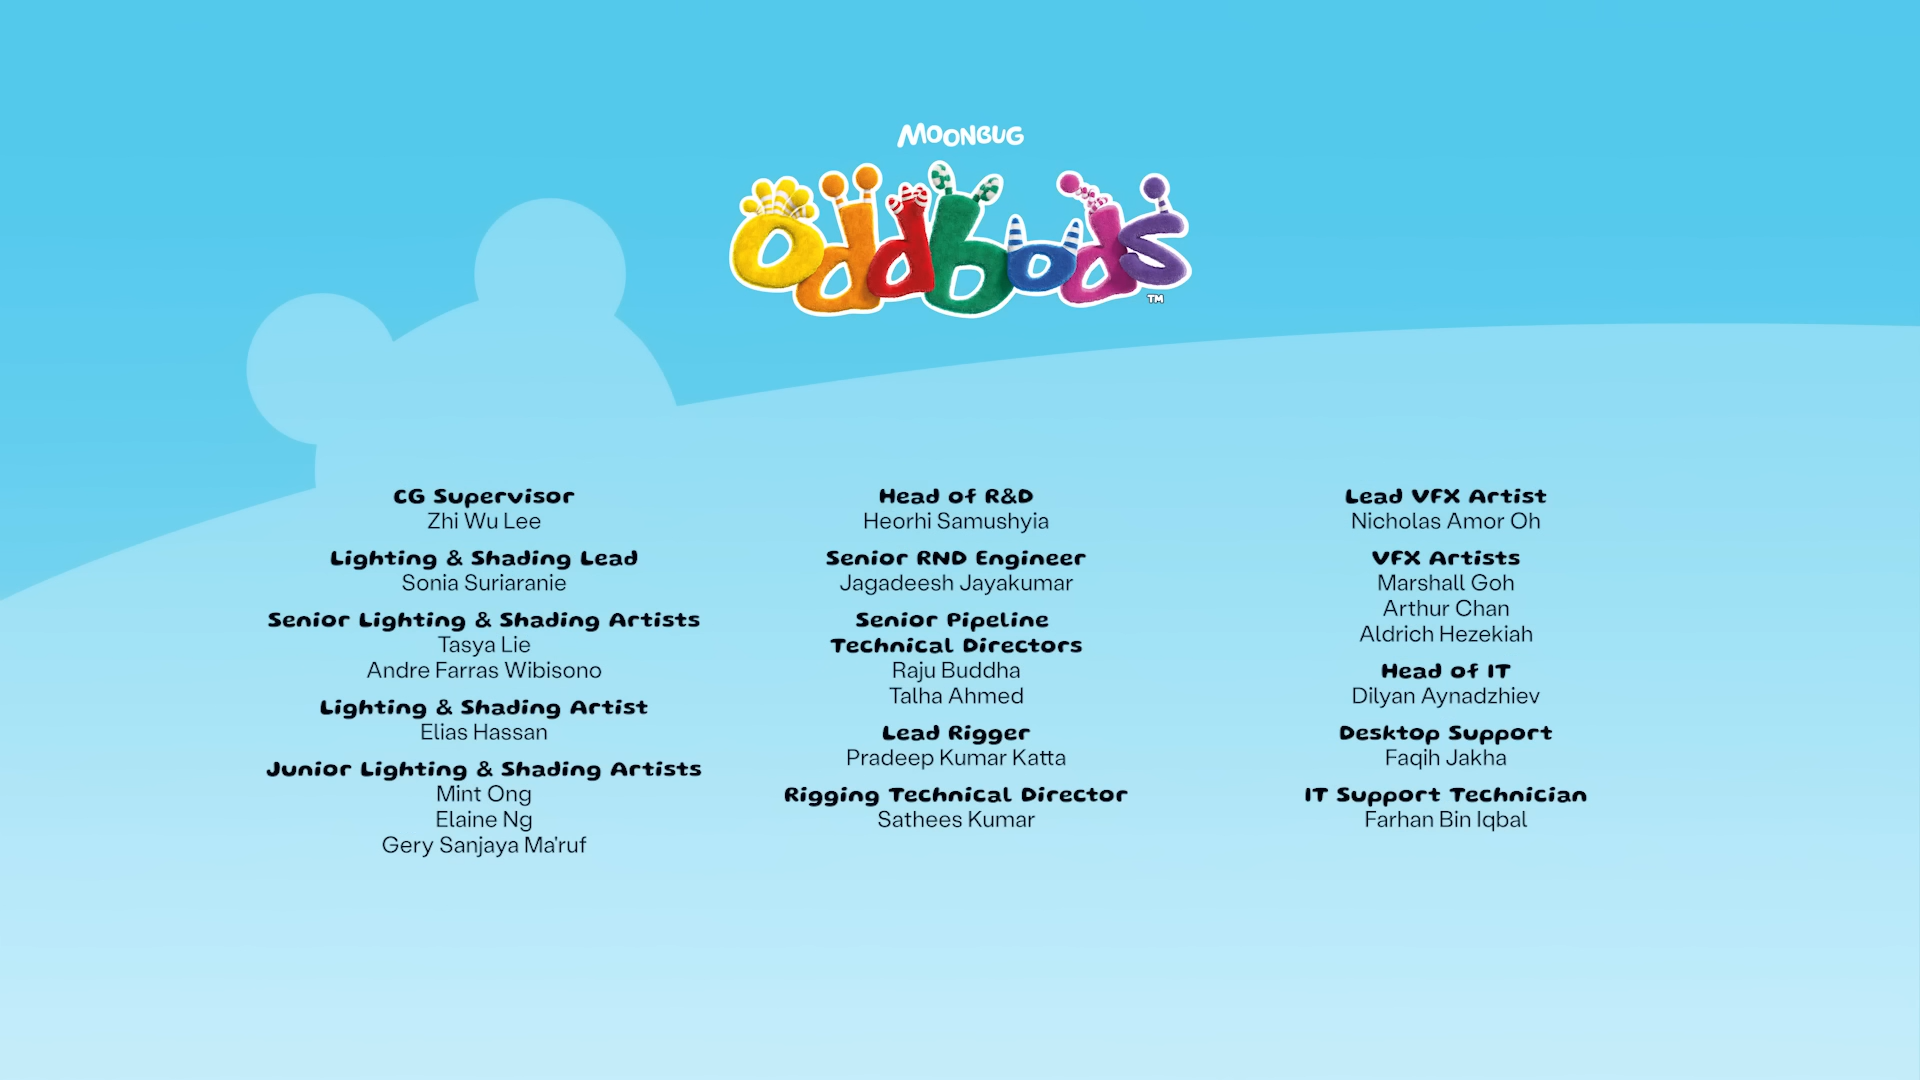 MOONBUG
oddbods
TM
CG Supervisor
Zhi Wu Lee
Lighting & Shading Lead
Sonia Suriaranie
Senior Lighting & Shading Artists
Tasya Lie
Andre Farras Wibisono
Lighting & Shading Artist
Elias Hassan
Junior Lighting & Shading Artists
Mint Ong
Elaine Ng
Gery Sanjaya Ma'ruf
Head of R&D
Heorhi Samushyia
Senior RND Engineer
Jagadeesh Jayakumar
Senior Pipeline
Technical Directors
Raju Buddha
Talha Ahmed
Lead Rigger
Pradeep Kumar Katta
Rigging Technical Director
Sathees Kumar
Lead VFX Artist
Nicholas Amor Oh
VFX Artists
Marshall Goh
Arthur Chan
Aldrich Hezekiah
Head of IT
Dilyan Aynadzhiev
Desktop Support
Faqih Jakha
IT Support Technician
Farhan Bin Iqbal